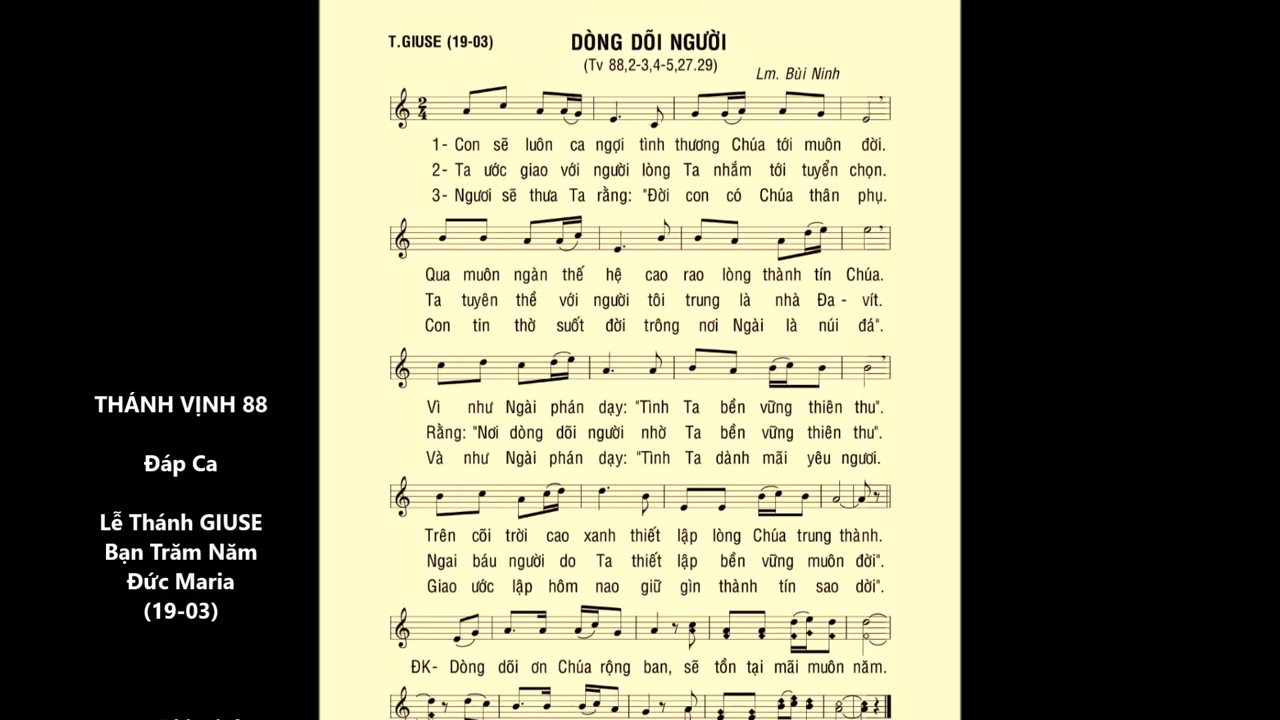 T.GIUSE (19-03)
DÒNG DÕI NGƯỜI
(Tv 88,2-3,4-5,27.29)
Lm. Bùi Ninh
2
4
1- Con sẽ luôn ca ngợi tình thương Chúa tới muôn đời.
2- Ta ước giao với người lòng Ta nhắm tới tuyển chọn.
3- Ngươi sẽ thưa Ta rằng: "Đời con có Chúa thân phụ.
Qua muôn ngàn thế hệ cao rao lòng thành tín Chúa.
Ta tuyên thề với người tôi trung là nhà Đa - vít.
Con tin thờ suốt đời trông nơi Ngài là núi đá".
Vì như Ngài phán dạy: "Tình Ta bền vững thiên thu".
Rằng: "Nơi dòng dõi người nhờ Ta bền vững thiên thu".
Và như Ngài phán dạy: "Tình Ta dành mãi yêu ngươi.
Trên cõi trời cao xanh thiết lập lòng Chúa trung thành.
Ngai báu người do Ta thiết lập bền vững muôn đời".
Giao ước lập hôm nao giữ gìn thành tín sao dời".
ĐK- Dòng dõi ơn Chúa rộng ban, sẽ tồn tại mãi muôn năm.
THÁNH VỊNH 88
Đáp Ca
Lễ Thánh GIUSE
Bạn Trăm Năm
Đức Maria
(19-03)